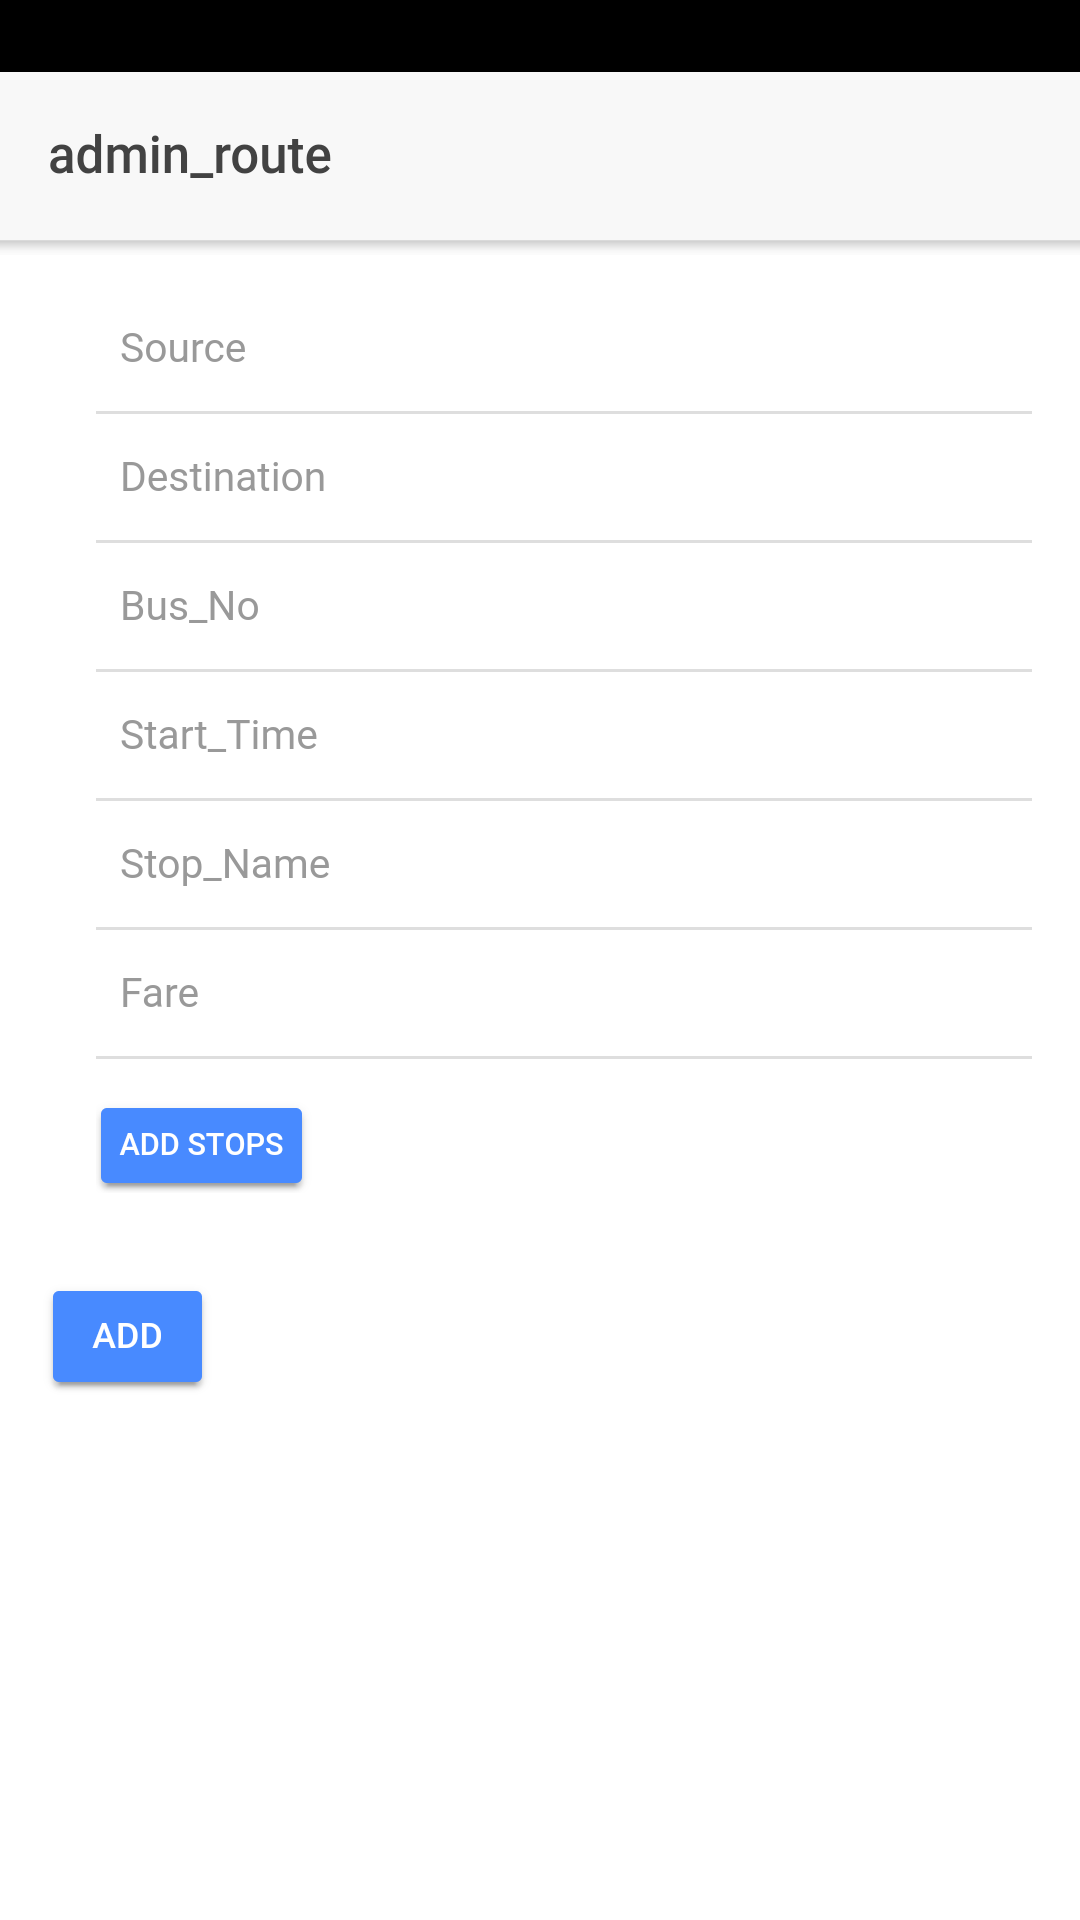 admin_route
Source
Destination
Bus_No
Start_Time
Stop_Name
Fare
ADD STOPS
ADD